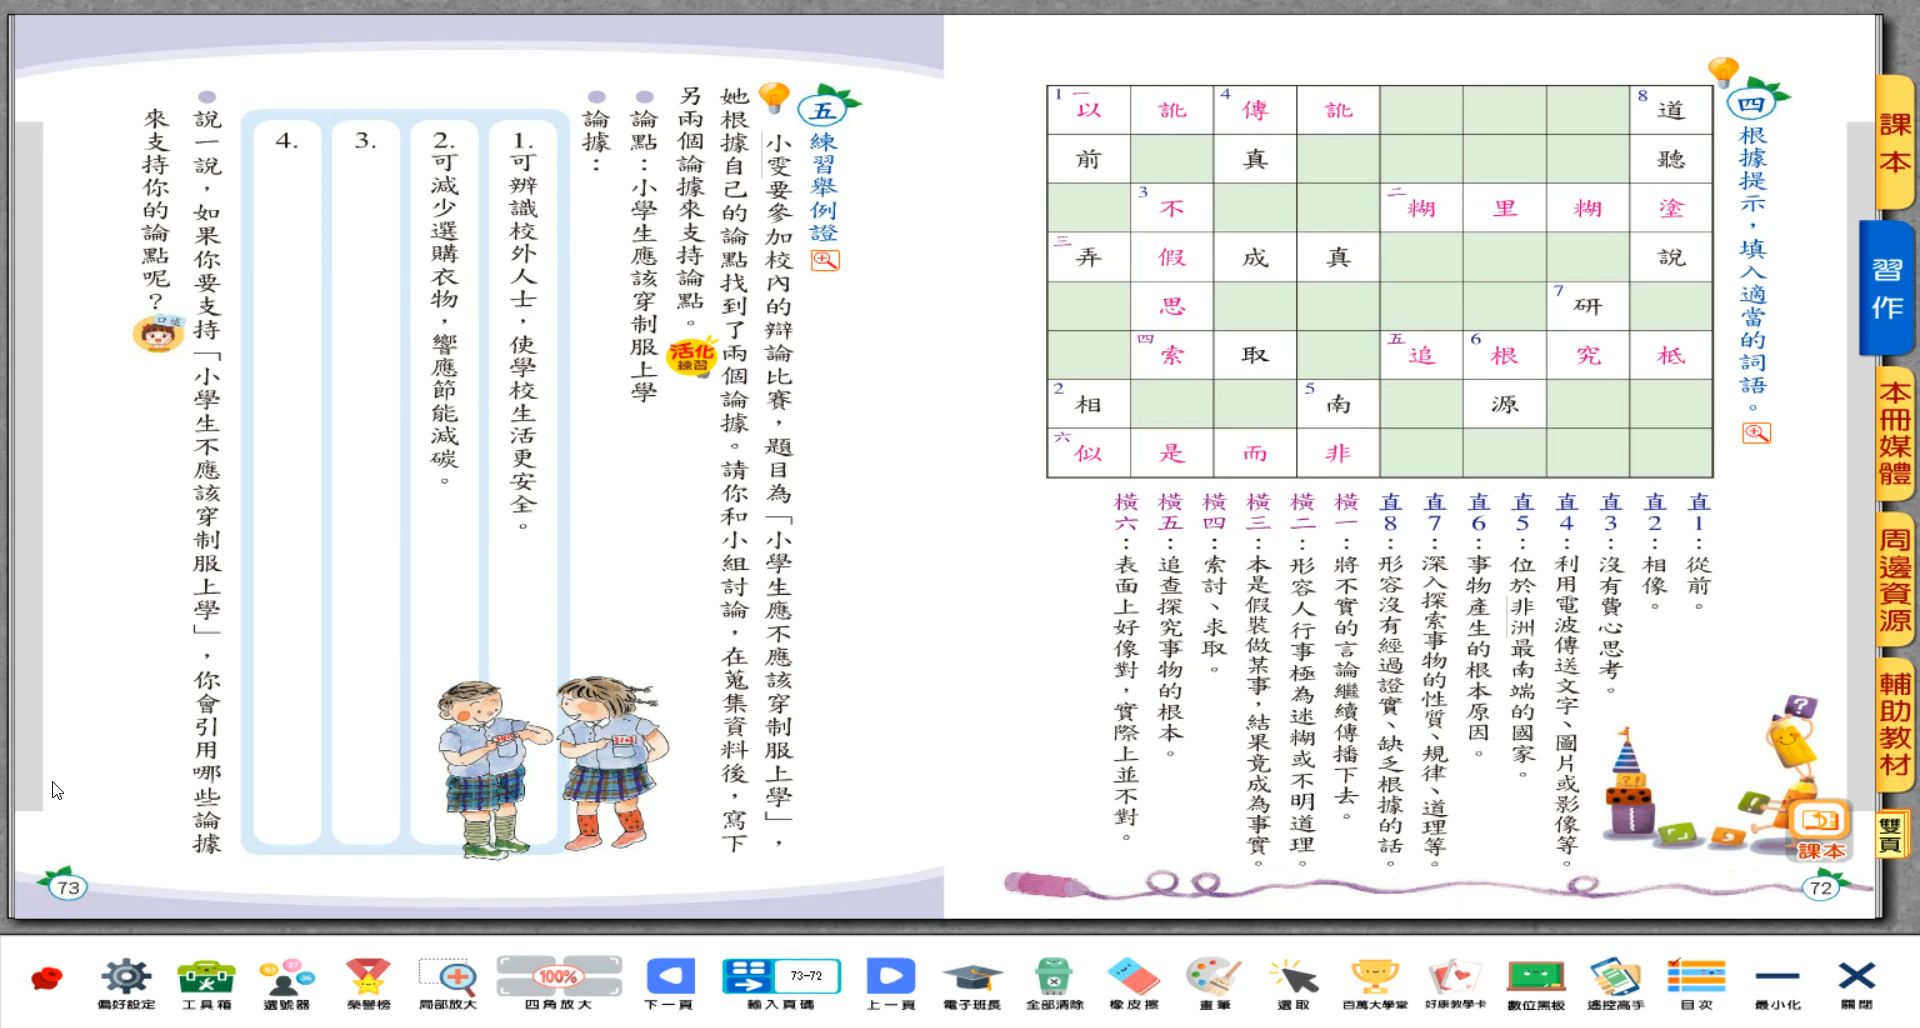 四 根據提示，填入適當的詞語。
1 一 以 訛 4 傳 訛 8 道
前 真 聽
3 不 二 糊 里 糊 塗
三 弄 假 成 真 說
思 7 研
四 索 取 五 追 6 根 究 柢
2 相 5 南 源
六 似 是 而 非
直1：從前。
直2：相像。
直3：沒有費心思考。
直4：利用電波傳送文字、圖片或影像等。
直5：位於非洲最南端的國家。
直6：事物產生的根本原因。
直7：深入探索事物的性質、規律、道理等。
直8：形容沒有經過證實、缺乏根據的話。
橫一：將不實的言論繼續傳播下去。
橫二：形容人行事極為迷糊或不明道理。
橫三：本是假裝做某事，結果竟成為事實。
橫四：索討、求取。
橫五：追查探究事物的根本。
橫六：表面上好像對，實際上並不對。
課本
72
五 練習舉例證
小雯要參加校內的辯論比賽，題目為「小學生應不應該穿制服上學」，
她根據自己的論點找到了兩個論據。請你和小組討論，在蒐集資料後，寫下
另兩個論據來支持論點。
活化
練習
論點：小學生應該穿制服上學
論據：
1.可辨識校外人士，使學校生活更安全。
2.可減少選購衣物，響應節能減碳。
3.
4.
說一說，如果你要支持「小學生不應該穿制服上學」，你會引用哪些論據
來支持你的論點呢？
73
課本
習作
本冊媒體
周邊資源
輔助教材
雙頁
偏好設定
工具箱
選號器
榮譽榜
局部放大
100%
四角放大
下一頁
73-72
輸入頁碼
上一頁
電子班長
全部清除
橡皮擦
畫筆
選取
百萬大學堂
好康教學卡
數位黑板
遙控高手
目次
最小化
關閉